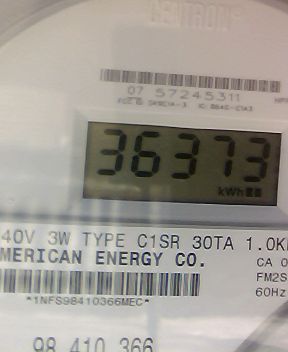 CENTRON
07 57245311
36373
kWh
40V 3W TYPE C1SR 30TA 1.0K
MERICAN ENERGY CO.
CA 0
FM2S
60Hz
*1NFS98410366MEC*
98 410 366